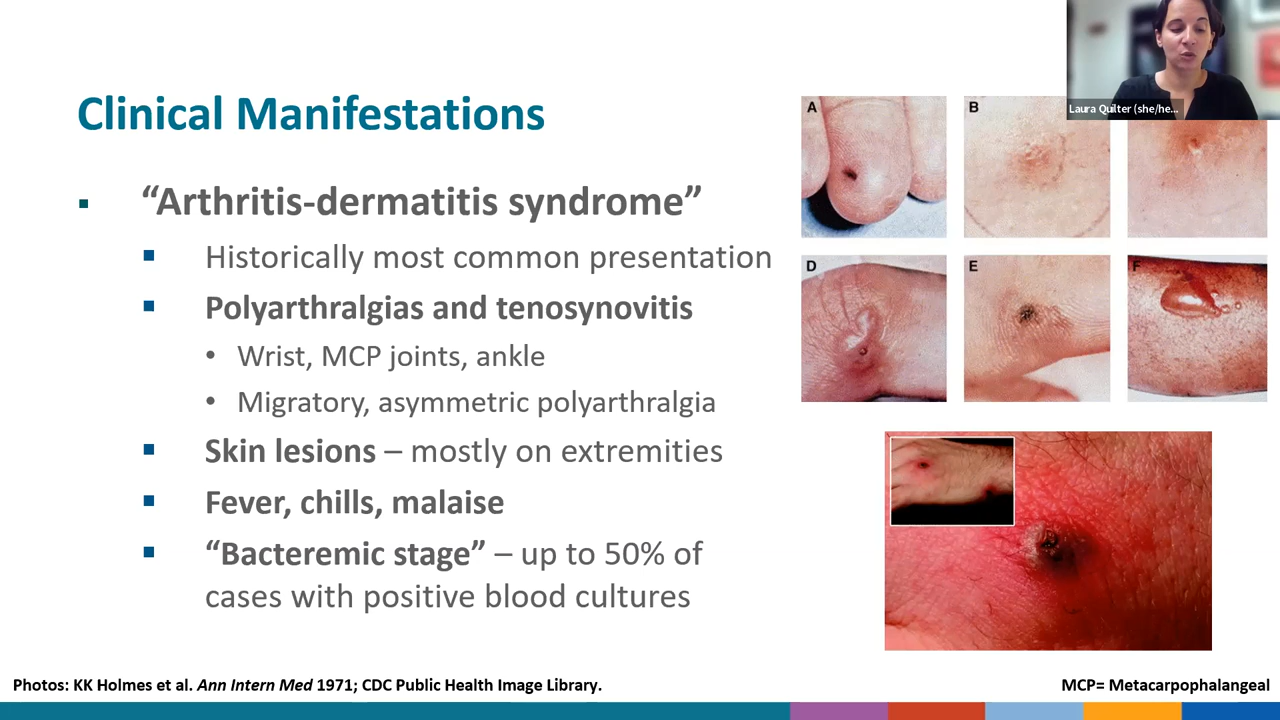 Laura Quilter (she/he...
Clinical Manifestations
A
B
▪ “Arthritis-dermatitis syndrome”
▪ Historically most common presentation
D
E
F
▪ Polyarthralgias and tenosynovitis
• Wrist, MCP joints, ankle
• Migratory, asymmetric polyarthralgia
▪ Skin lesions – mostly on extremities
▪ Fever, chills, malaise
▪ “Bacteremic stage” – up to 50% of
cases with positive blood cultures
Photos: KK Holmes et al. Ann Intern Med 1971; CDC Public Health Image Library.
MCP= Metacarpophalangeal